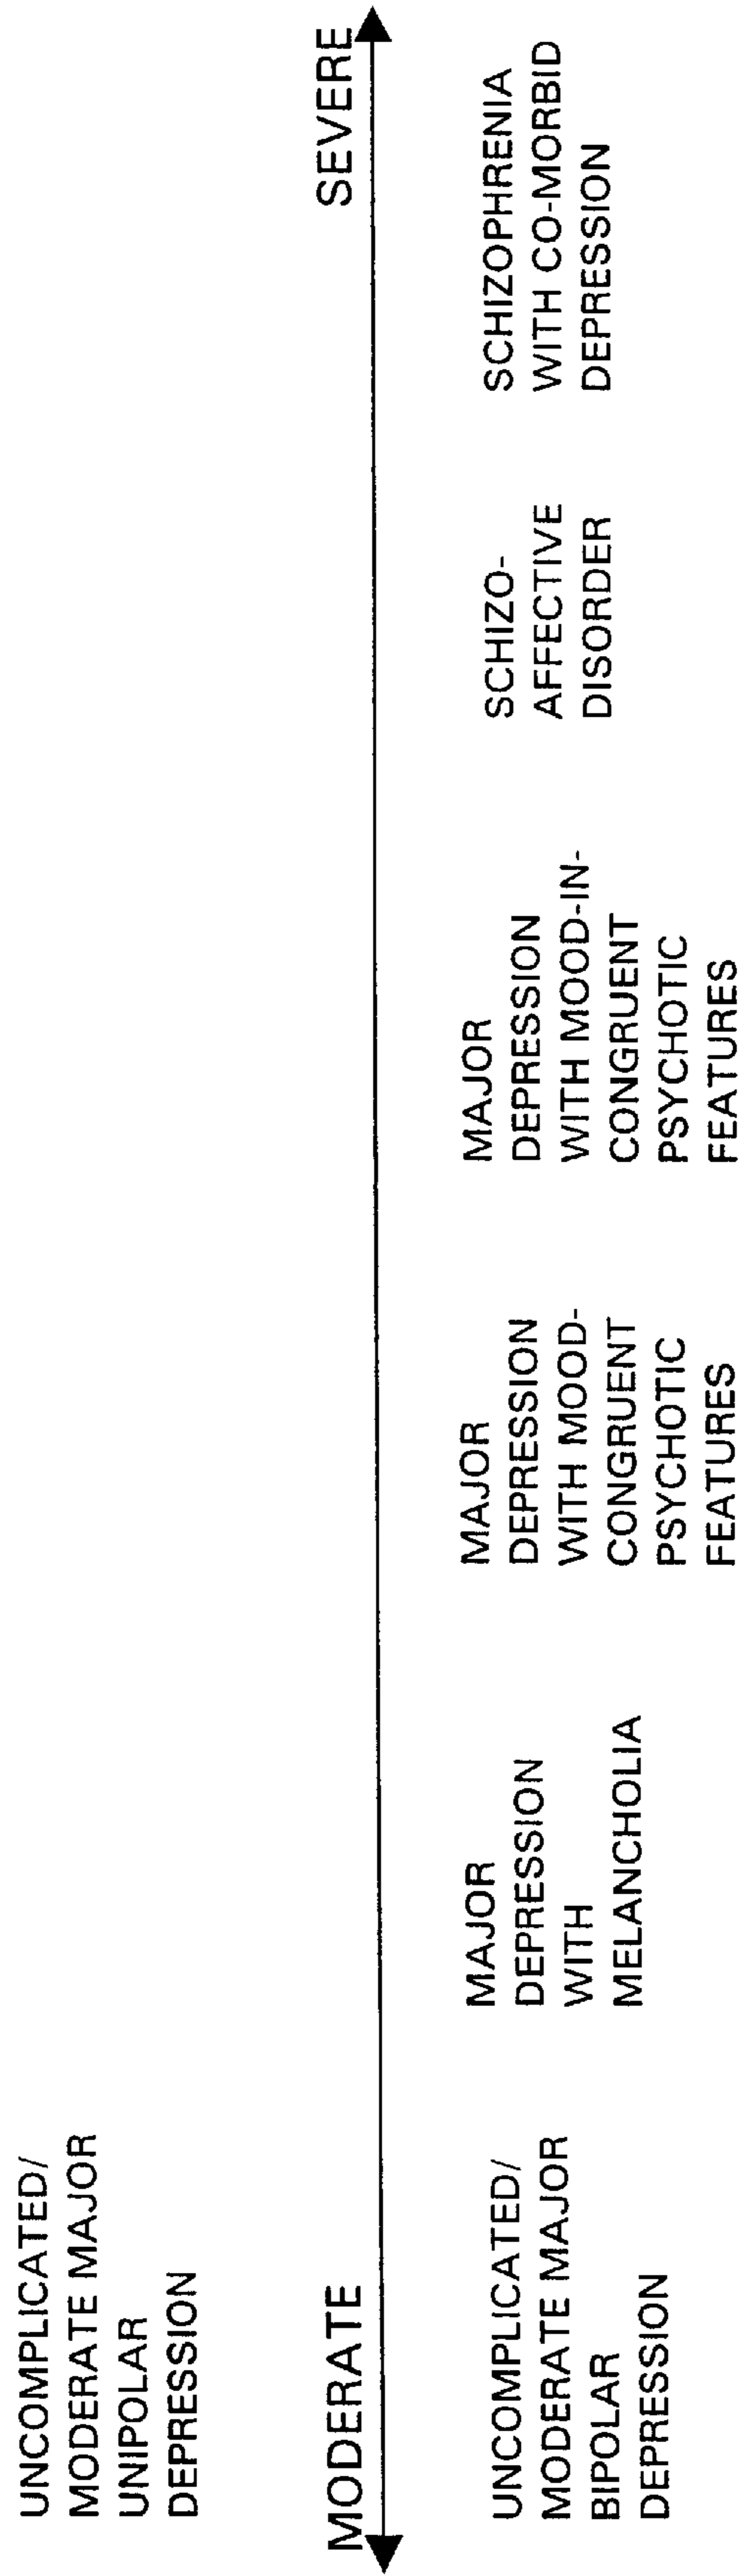 UNCOMPLICATED/
MODERATE MAJOR
UNIPOLAR
DEPRESSION
MODERATE
SEVERE
UNCOMPLICATED/
MODERATE MAJOR
BIPOLAR
DEPRESSION
MAJOR
DEPRESSION
WITH
MELANCHOLIA
MAJOR
DEPRESSION
WITH MOOD-
CONGRUENT
PSYCHOTIC
FEATURES
MAJOR
DEPRESSION
WITH MOOD-IN-
CONGRUENT
PSYCHOTIC
FEATURES
SCHIZO-
AFFECTIVE
DISORDER
SCHIZOPHRENIA
WITH CO-MORBID
DEPRESSION